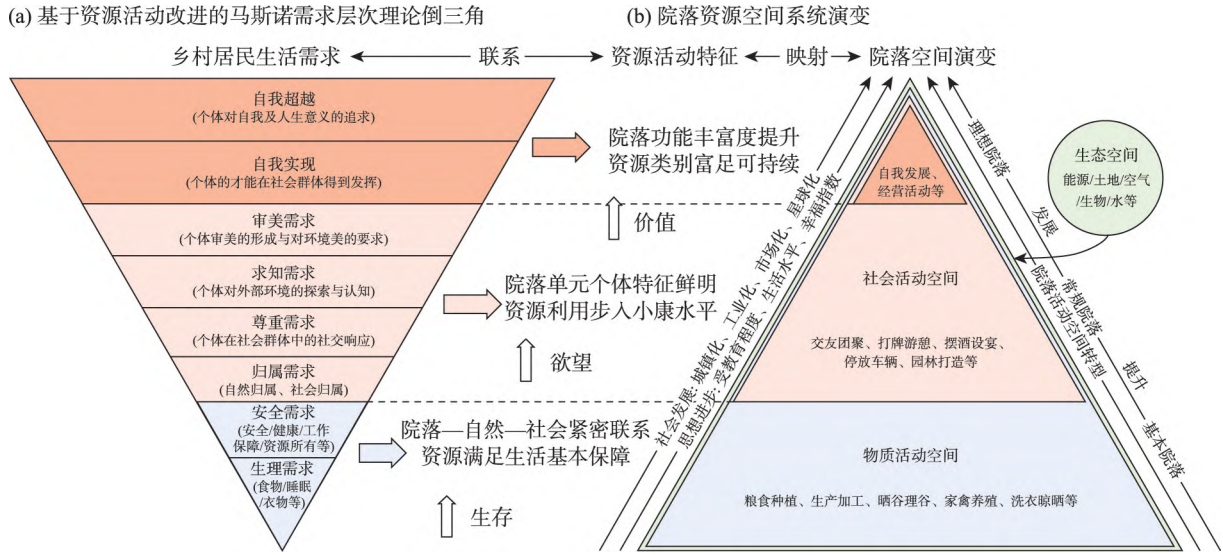 (a) 基于资源活动改进的马斯诺需求层次理论倒三角
(b) 院落资源空间系统演变
乡村居民生活需求
联系
资源活动特征
映射
院落空间演变
自我超越
(个体对自我及人生意义的追求)
自我实现
(个体的才能在社会群体得到发挥)
审美需求
(个体审美的形成与对环境美的要求)
求知需求
(个体对外部环境的探索与认知)
尊重需求
(个体在社会群体中的社交响应)
归属需求
(自然归属、社会归属)
安全需求
(安全/健康/工作
保障/资源所有等)
生理需求
(食物/睡眠
/衣物等)
院落功能丰富度提升
资源类别富足可持续
价值
院落单元个体特征鲜明
资源利用步入小康水平
欲望
院落—自然—社会紧密联系
资源满足生活基本保障
生存
社会发展: 城镇化、工业化、市场化、星球化
思想进步: 受教育程度、生活水平、幸福指数
自我发展、
经营活动等
社会活动空间
交友团聚、打牌游憩、摆酒设宴、
停放车辆、园林打造等
物质活动空间
粮食种植、生产加工、晒谷理谷、家禽养殖、洗衣晾晒等
理想院落
发展
常规院落
提升
基本院落
院落活动空间转型
生态空间
能源/土地/空气
/生物/水等